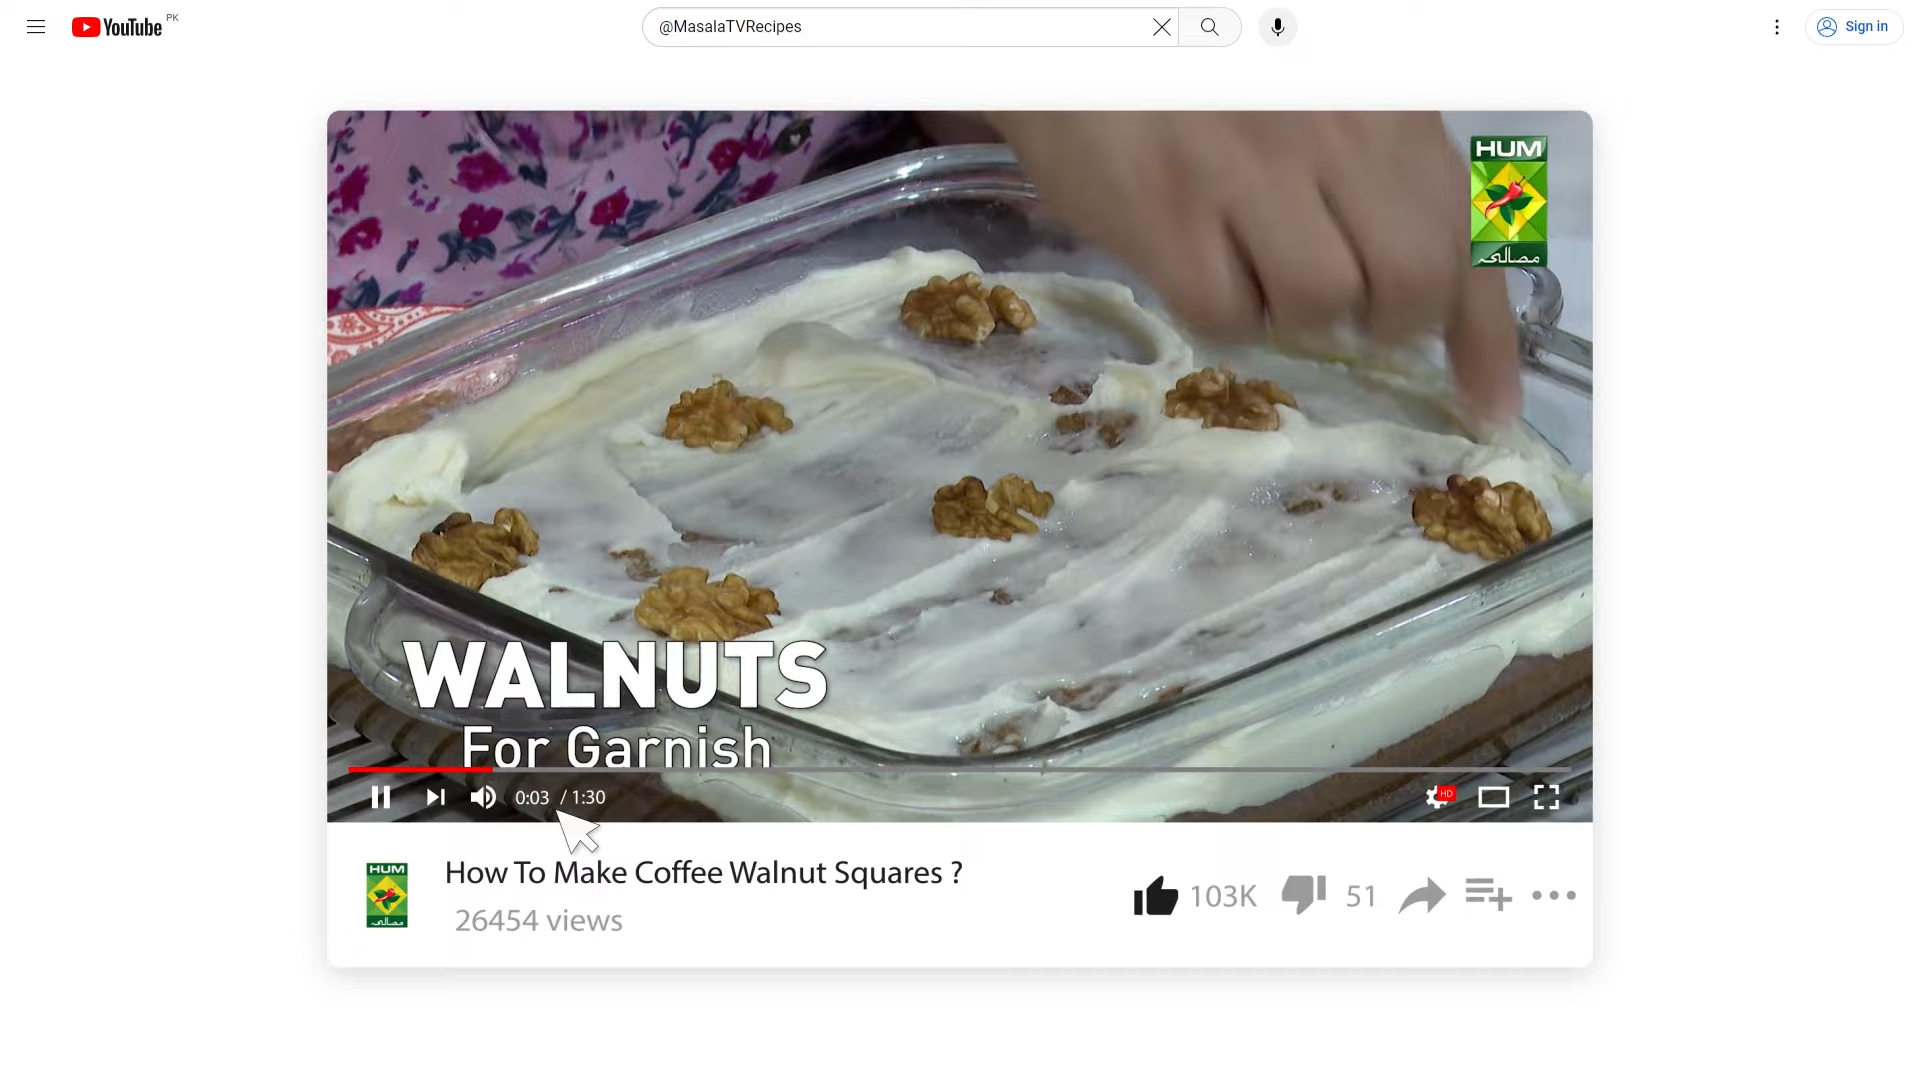 YouTube PK
@MasalaTVRecipes
Sign in
HUM
مصالحہ
WALNUTS
For Garnish
0:03 / 1:30
HD
HUM
مصالحہ
How To Make Coffee Walnut Squares ?
26454 views
103K
51